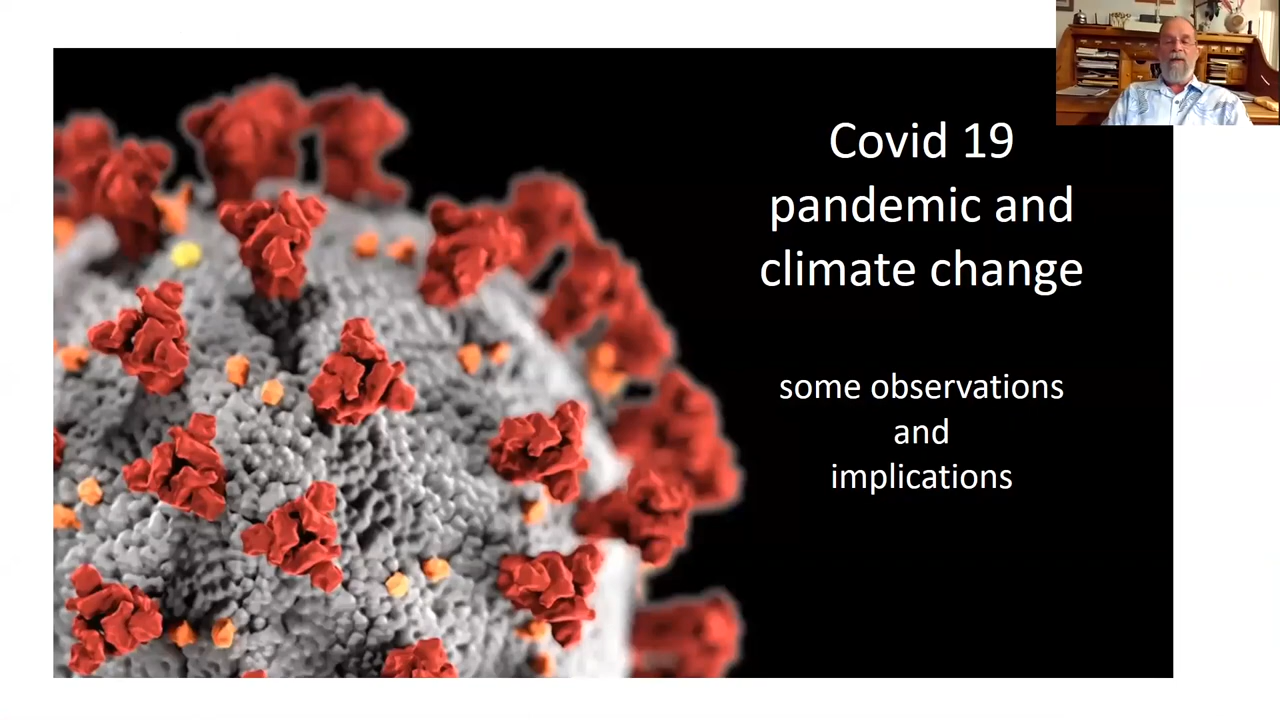 Covid 19
pandemic and
climate change
some observations
and
implications